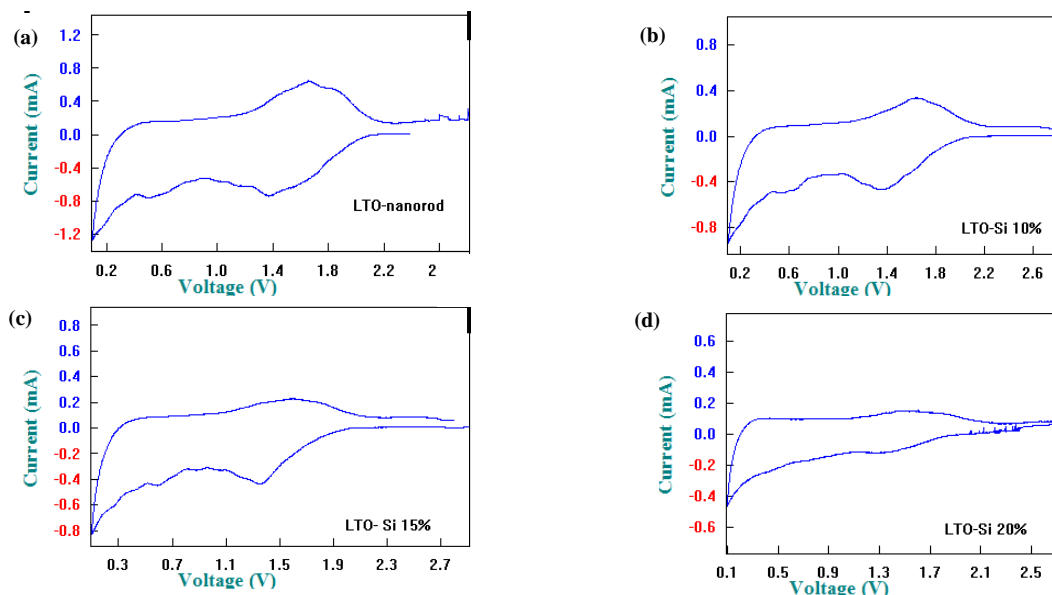 (a)
Current (mA)
1.2
0.8
0.4
0.0
-0.4
-0.8
-1.2
LTO-nanorod
0.6 1.0 1.4 1.8 2.2 2
Voltage (V)
(b)
Current (mA)
0.8
0.4
0.0
-0.4
-0.8
LTO-Si 10%
0.2 0.6 1.0 1.4 1.8 2.2 2.6
Voltage (V)
(c)
Current (mA)
0.8
0.6
0.4
0.2
0.0
-0.2
-0.4
-0.6
-0.8
LTO- Si 15%
0.3 0.7 1.1 1.5 1.9 2.3 2.7
Voltage (V)
(d)
Current (mA)
0.6
0.4
0.2
0.0
-0.2
-0.4
-0.6
LTO-Si 20%
0.1 0.5 0.9 1.3 1.7 2.1 2.5
Voltage (V)